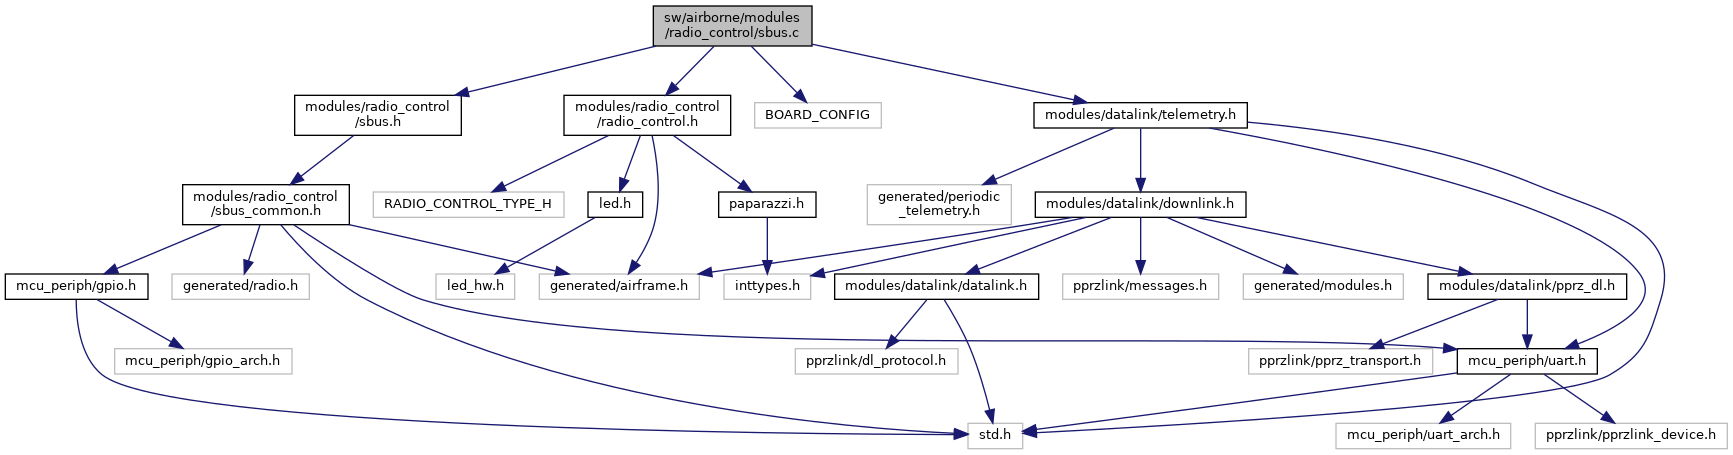 sw/airborne/modules
/radio_control/sbus.c
modules/radio_control
/sbus.h
modules/radio_control
/radio_control.h
BOARD_CONFIG
modules/datalink/telemetry.h
modules/radio_control
/sbus_common.h
RADIO_CONTROL_TYPE_H
led.h
paparazzi.h
generated/periodic
_telemetry.h
modules/datalink/downlink.h
mcu_periph/gpio.h
generated/radio.h
led_hw.h
generated/airframe.h
inttypes.h
modules/datalink/datalink.h
pprzlink/messages.h
generated/modules.h
modules/datalink/pprz_dl.h
mcu_periph/gpio_arch.h
pprzlink/dl_protocol.h
pprzlink/pprz_transport.h
mcu_periph/uart.h
std.h
mcu_periph/uart_arch.h
pprzlink/pprzlink_device.h